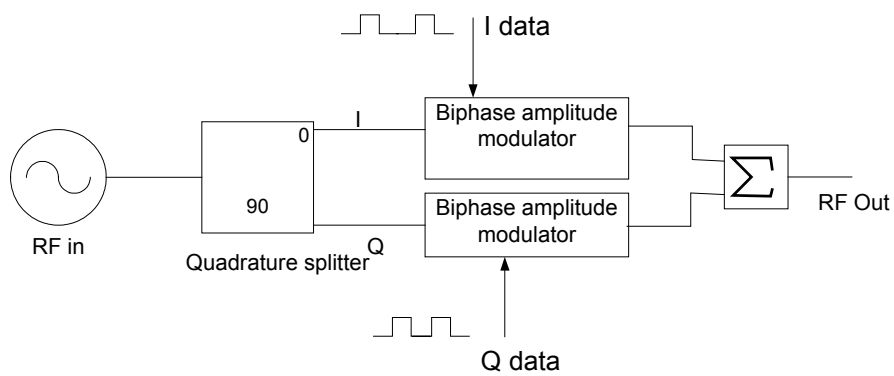 I data
Biphase amplitude
modulator
0
I
90
RF in
Quadrature splitter
Q
Biphase amplitude
modulator
Σ
RF Out
Q data